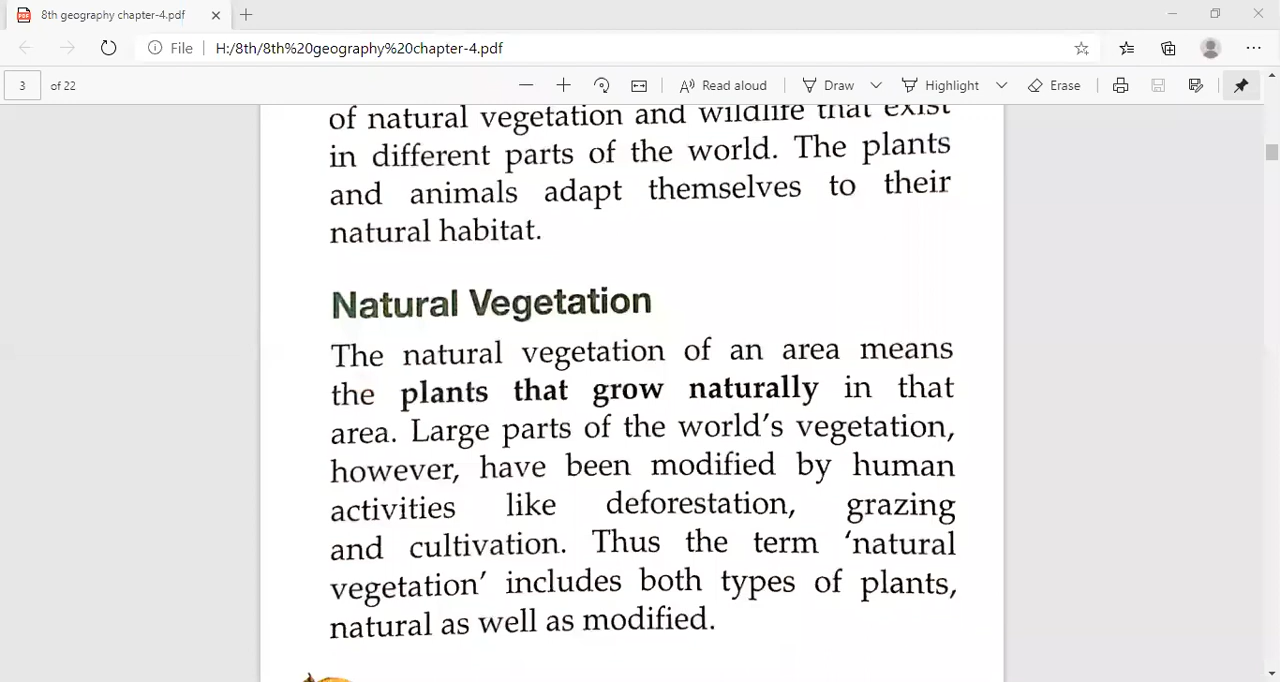 8th geography chapter-4.pdf
File H:/8th/8th%20geography%20chapter-4.pdf
3 of 22 Read aloud Draw Highlight Erase
of natural vegetation and wildlife that exist
in different parts of the world. The plants
and animals adapt themselves to their
natural habitat.
Natural Vegetation
The natural vegetation of an area means
the plants that grow naturally in that
area. Large parts of the world's vegetation,
however, have been modified by human
activities like deforestation, grazing
and cultivation. Thus the term ‘natural
vegetation’ includes both types of plants,
natural as well as modified.